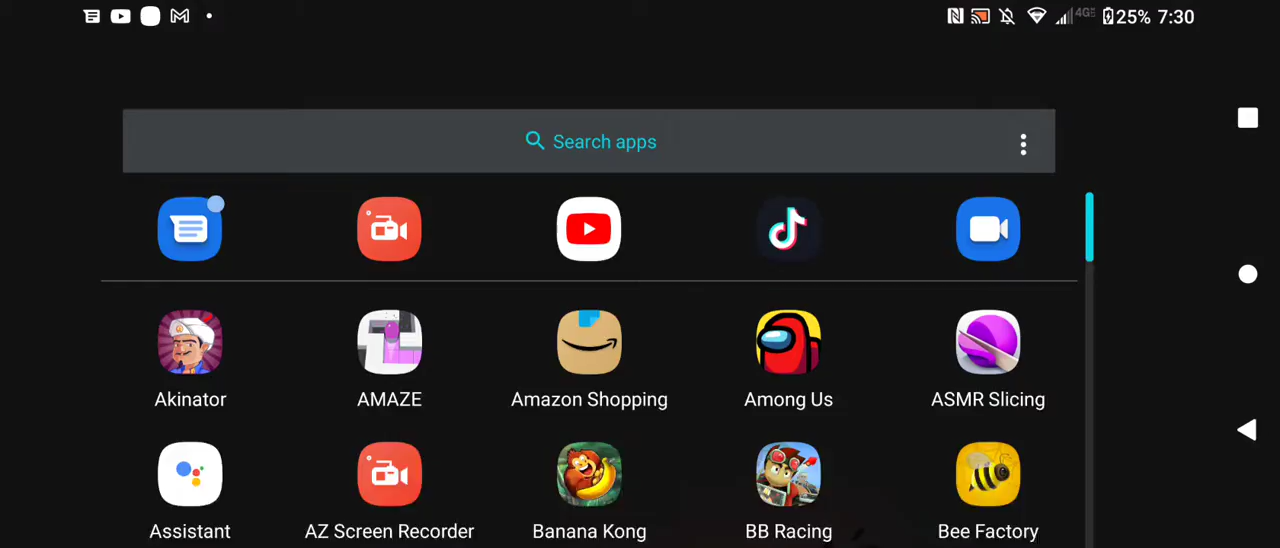 4GE 25% 7:30
Search apps
Akinator AMAZE Amazon Shopping Among Us ASMR Slicing
Assistant AZ Screen Recorder Banana Kong BB Racing Bee Factory